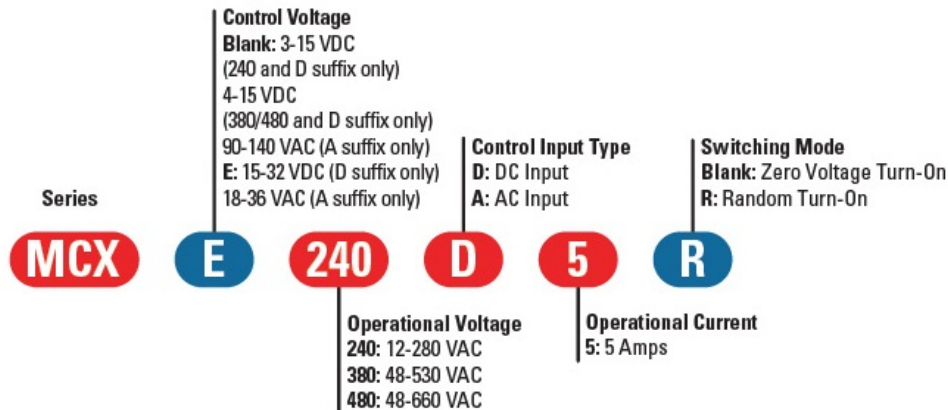 Control Voltage
Blank: 3-15 VDC
(240 and D suffix only)
4-15 VDC
(380/480 and D suffix only)
90-140 VAC (A suffix only)
E: 15-32 VDC (D suffix only)
18-36 VAC (A suffix only)
Control Input Type
D: DC Input
A: AC Input
Switching Mode
Blank: Zero Voltage Turn-On
R: Random Turn-On
Series
MCX
E
240
D
5
R
Operational Voltage
240: 12-280 VAC
380: 48-530 VAC
480: 48-660 VAC
Operational Current
5: 5 Amps